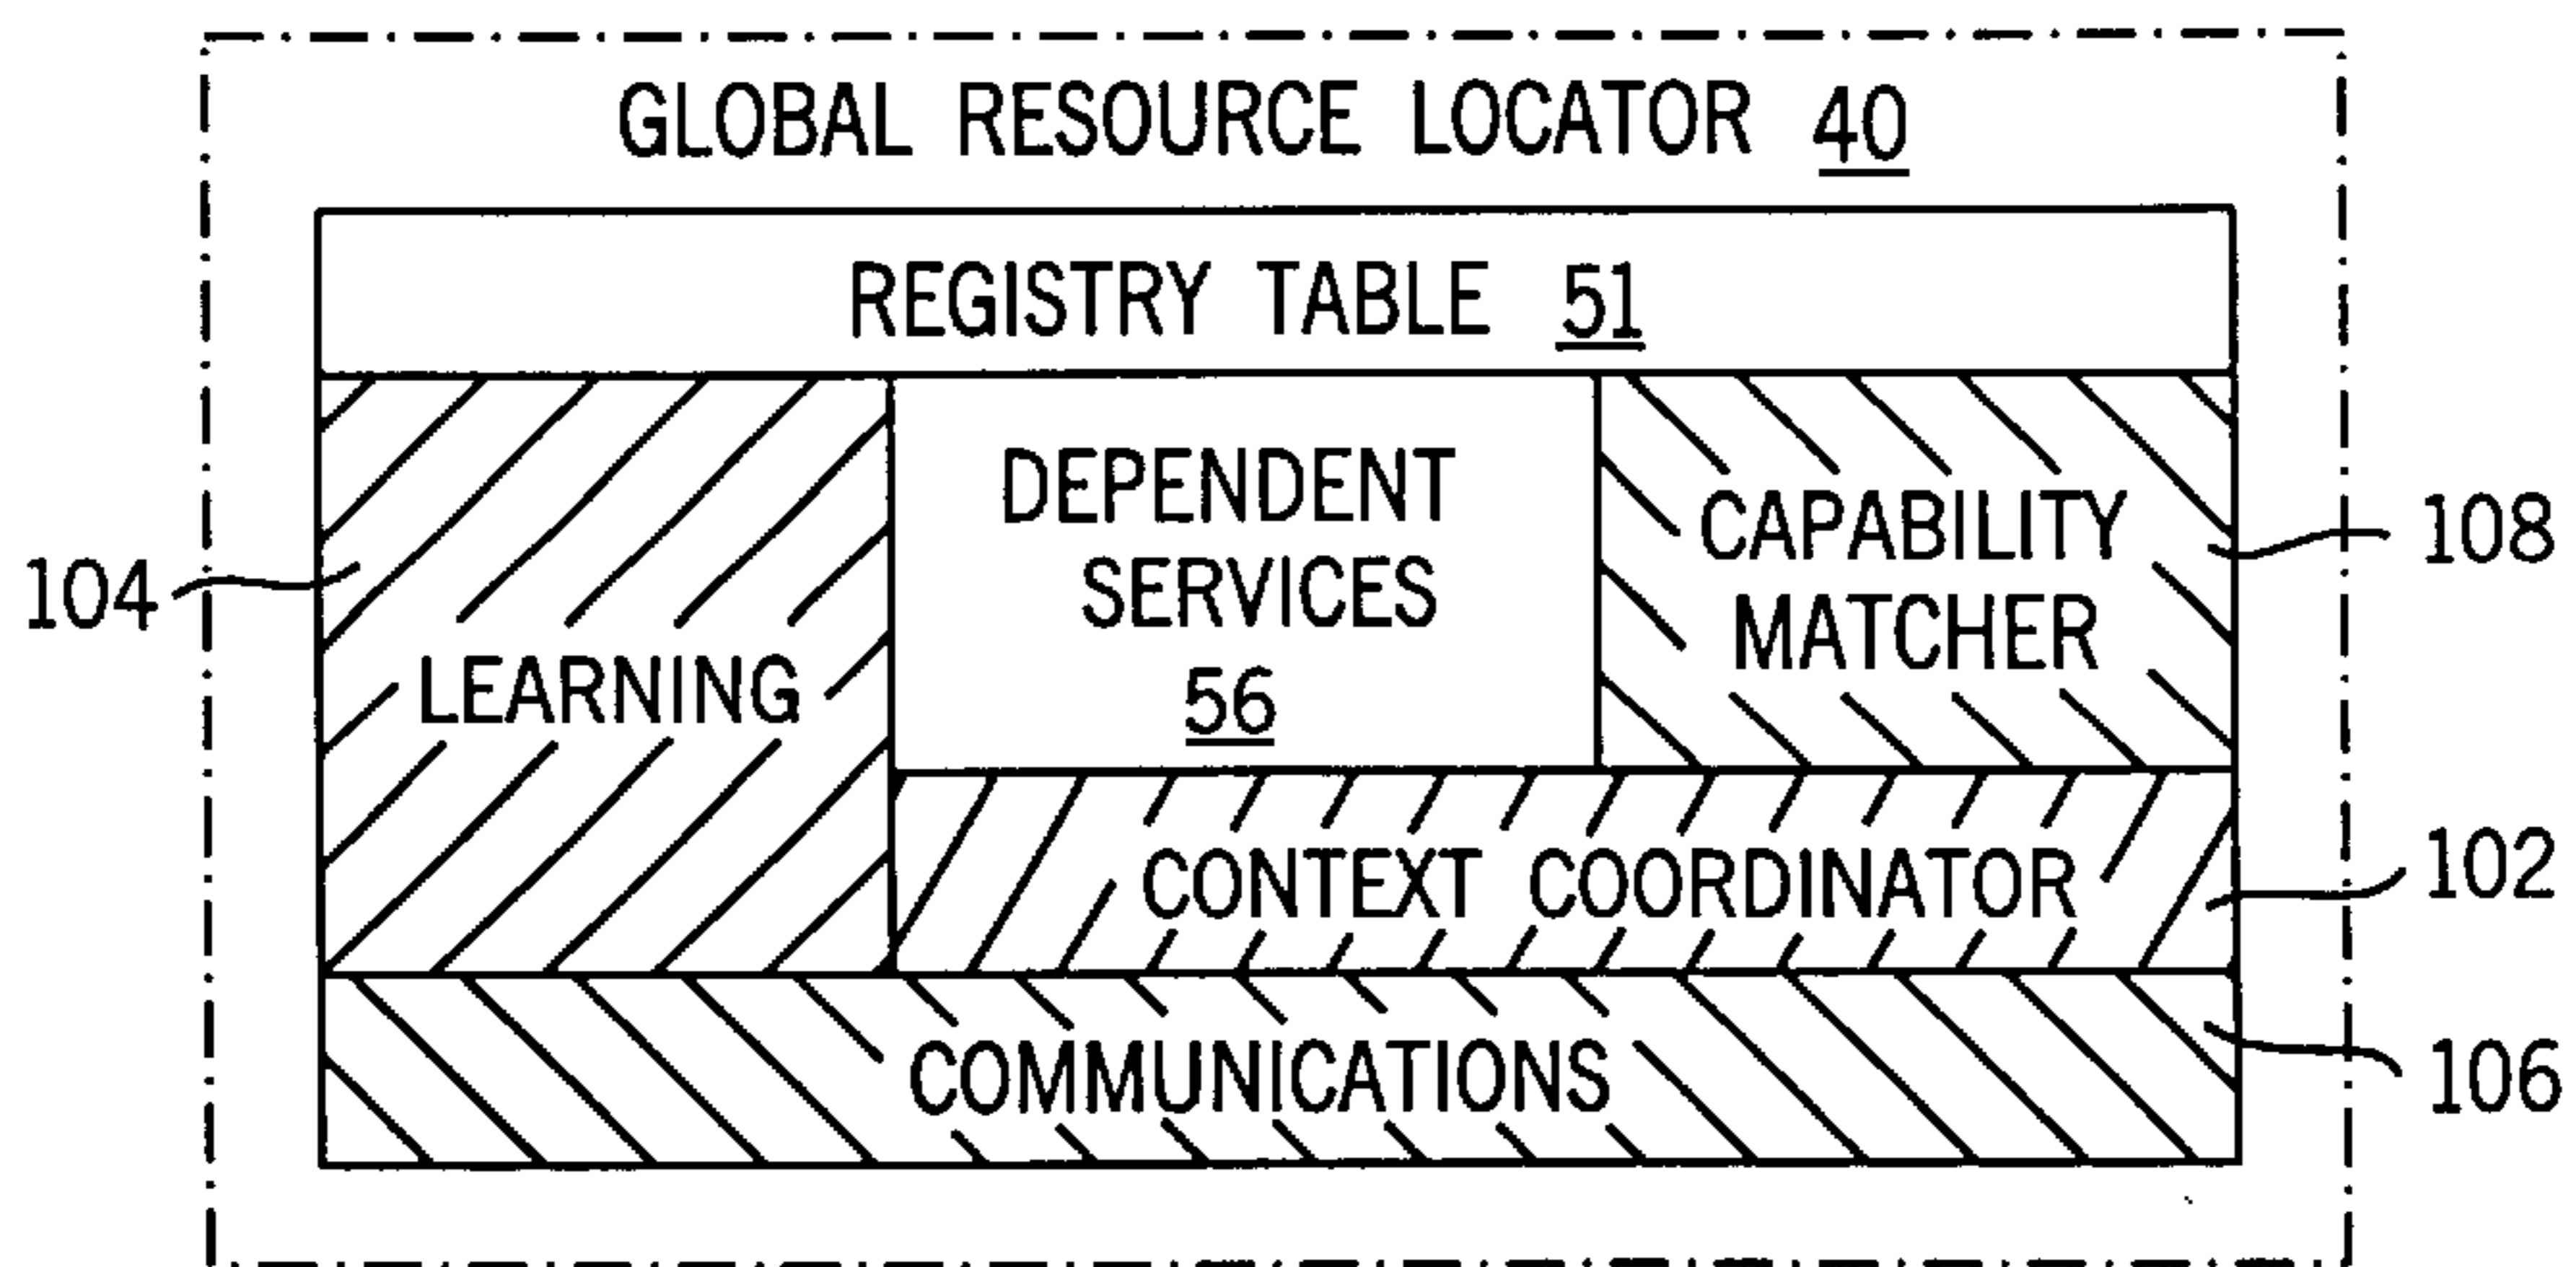 GLOBAL RESOURCE LOCATOR 40
REGISTRY TABLE 51
DEPENDENT
SERVICES
56
CAPABILITY
MATCHER
108
104
LEARNING
CONTEXT COORDINATOR
102
COMMUNICATIONS
106